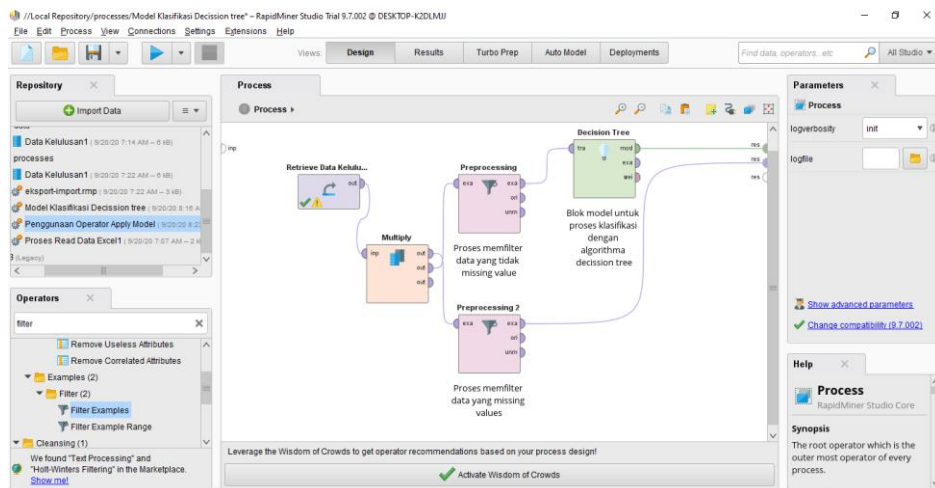 //Local Repository/processes/Model Klasifikasi Decission tree* – RapidMiner Studio Trial 9.7.002 @ DESKTOP-K2DLMJJ
File Edit Process View Connections Settings Extensions Help
Views: Design Results Turbo Prep Auto Model Deployments
Find data, operators...etc
All Studio
Repository
Import Data
Data Kelulusan1 (9/20/20 7:14 AM – 6 kB)
processes
Data Kelulusan1 (9/20/20 7:22 AM – 6 kB)
eksport-import.rmp (9/20/20 7:22 AM – 3 kB)
Model Klasifikasi Decission tree (9/20/20 8:16 A
Penggunaan Operator Apply Model (9/20/20 8:2
Proses Read Data Excel1 (9/20/20 7:07 AM – 2 k
(Legacy)
Operators
filter
Remove Useless Attributes
Remove Correlated Attributes
Examples (2)
Filter (2)
Filter Examples
Filter Example Range
Cleansing (1)
We found "Text Processing" and
"Holt-Winters Filtering" in the Marketplace.
Show me!
Process
Process
inp
Retrieve Data Kelulu...
out
Multiply
inp
out
out
out
Preprocessing
exa
exa
ori
unm
Proses memfilter
data yang tidak
missing value
Preprocessing 2
exa
exa
ori
unm
Proses memfilter
data yang missing
values
Decision Tree
tra
mod
exa
wei
Blok model untuk
proses klasifikasi
dengan
algoritma
decission tree
res
res
res
Leverage the Wisdom of Crowds to get operator recommendations based on your process design!
Activate Wisdom of Crowds
Parameters
Process
logverbosity
init
logfile
Show advanced parameters
Change compatibility (9.7.002)
Help
Process
RapidMiner Studio Core
Synopsis
The root operator which is the
outer most operator of every
process.